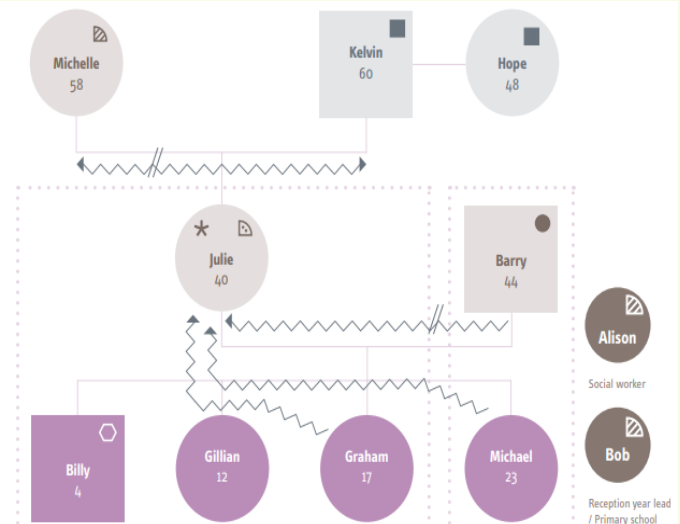 Michelle
58
Kelvin
60
Hope
48
Julie
40
Barry
44
Alison
Social worker
Billy
4
Gillian
12
Graham
17
Michael
23
Bob
Reception year lead
/ Primary school